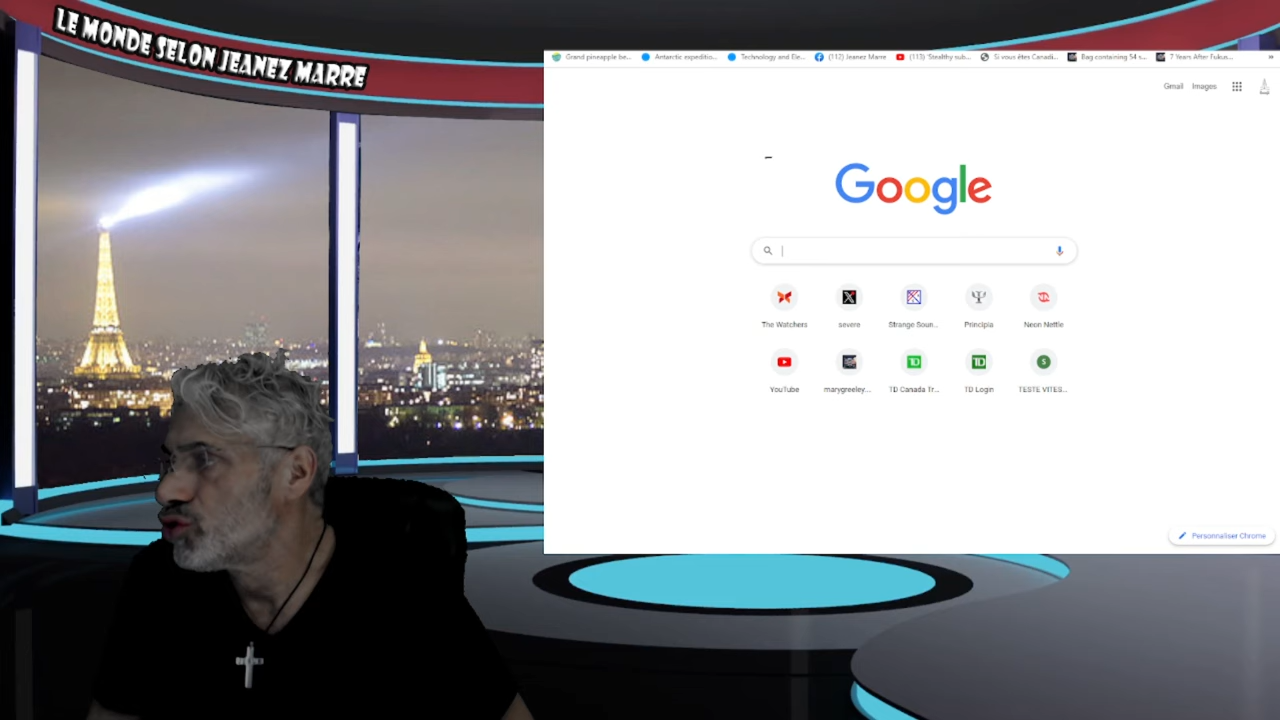 LE MONDE SELON JEANEZ MARRE
Grand pineapple be... Antarctic expeditio... Technology and Ele... (112) Jeanez Marre (113) 'Stealthy sub... Si vous êtes Canadi... Bag containing 54 s... 7 Years After Fukus... »
Gmail Images
Google
The Watchers severe Strange Soun... Principia Neon Nettle
YouTube marygreeley... TD Canada Tr... TD Login TESTE VITES...
Personnaliser Chrome